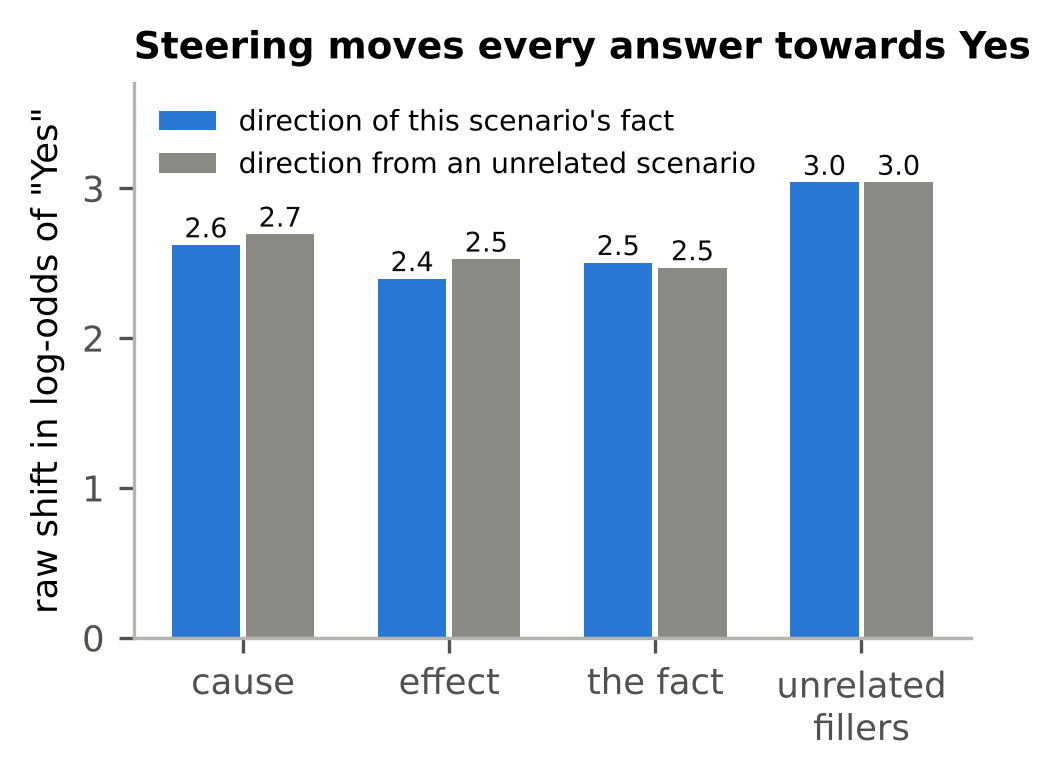 Steering moves every answer towards Yes
direction of this scenario's fact
direction from an unrelated scenario
raw shift in log-odds of "Yes"
3
2
1
0
2.6
2.7
2.4
2.5
2.5
2.5
3.0
3.0
cause
effect
the fact
unrelated
fillers